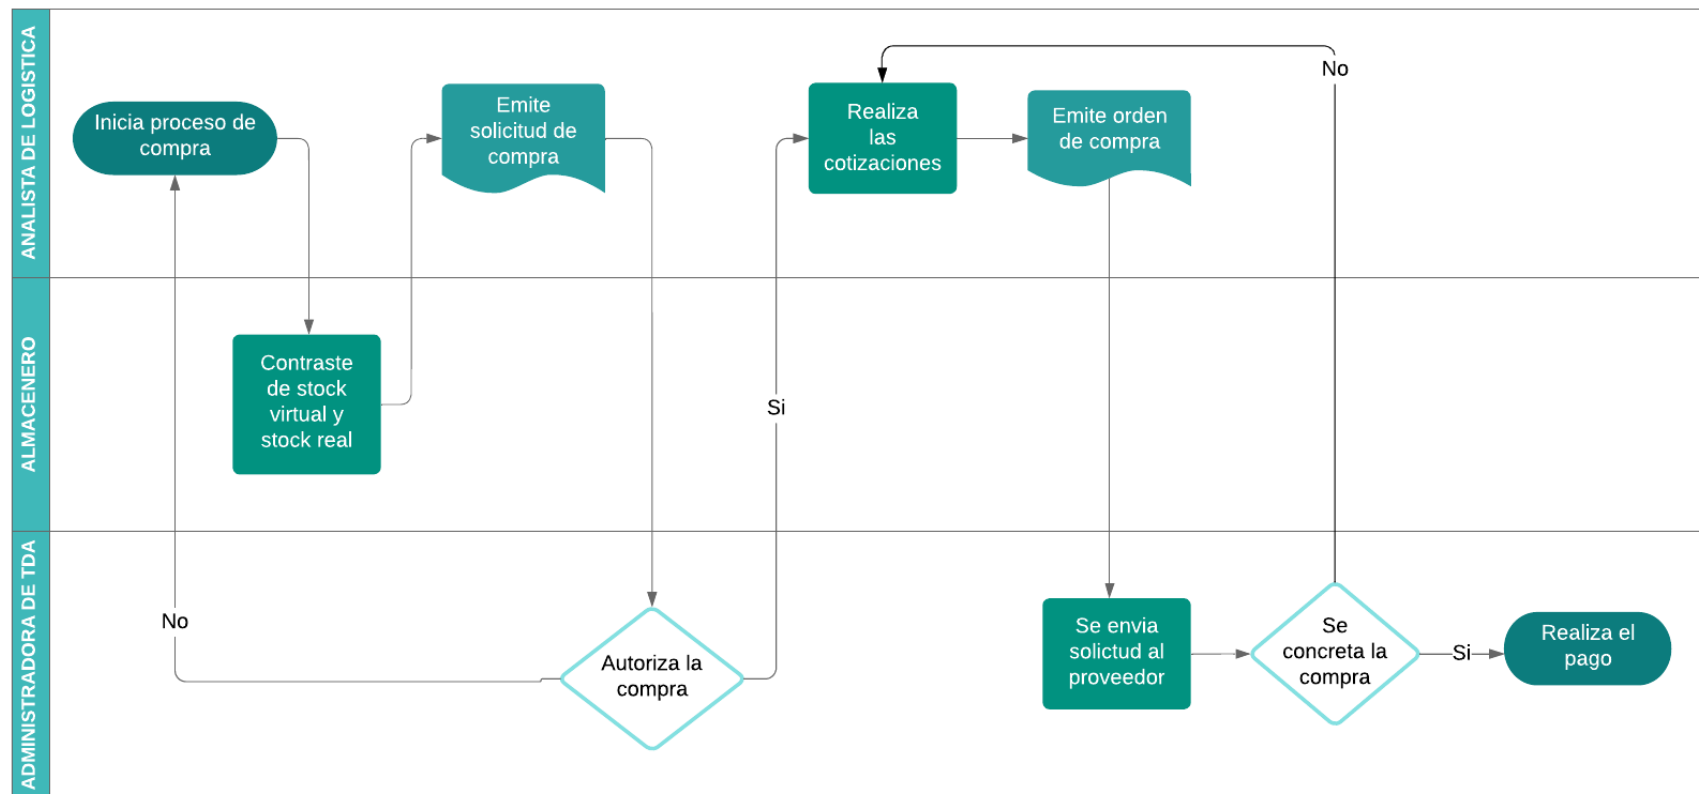 ANALISTA DE LOGISTICA
Inicia proceso de
compra
Emite
solicitud de
compra
Realiza
las
cotizaciones
Emite orden
de compra
No
ALMACENERO
Contraste
de stock
virtual y
stock real
Si
ADMINISTRADORA DE TDA
No
Autoriza la
compra
Se envia
solictud al
proveedor
Se
concreta la
compra
Si
Realiza el
pago